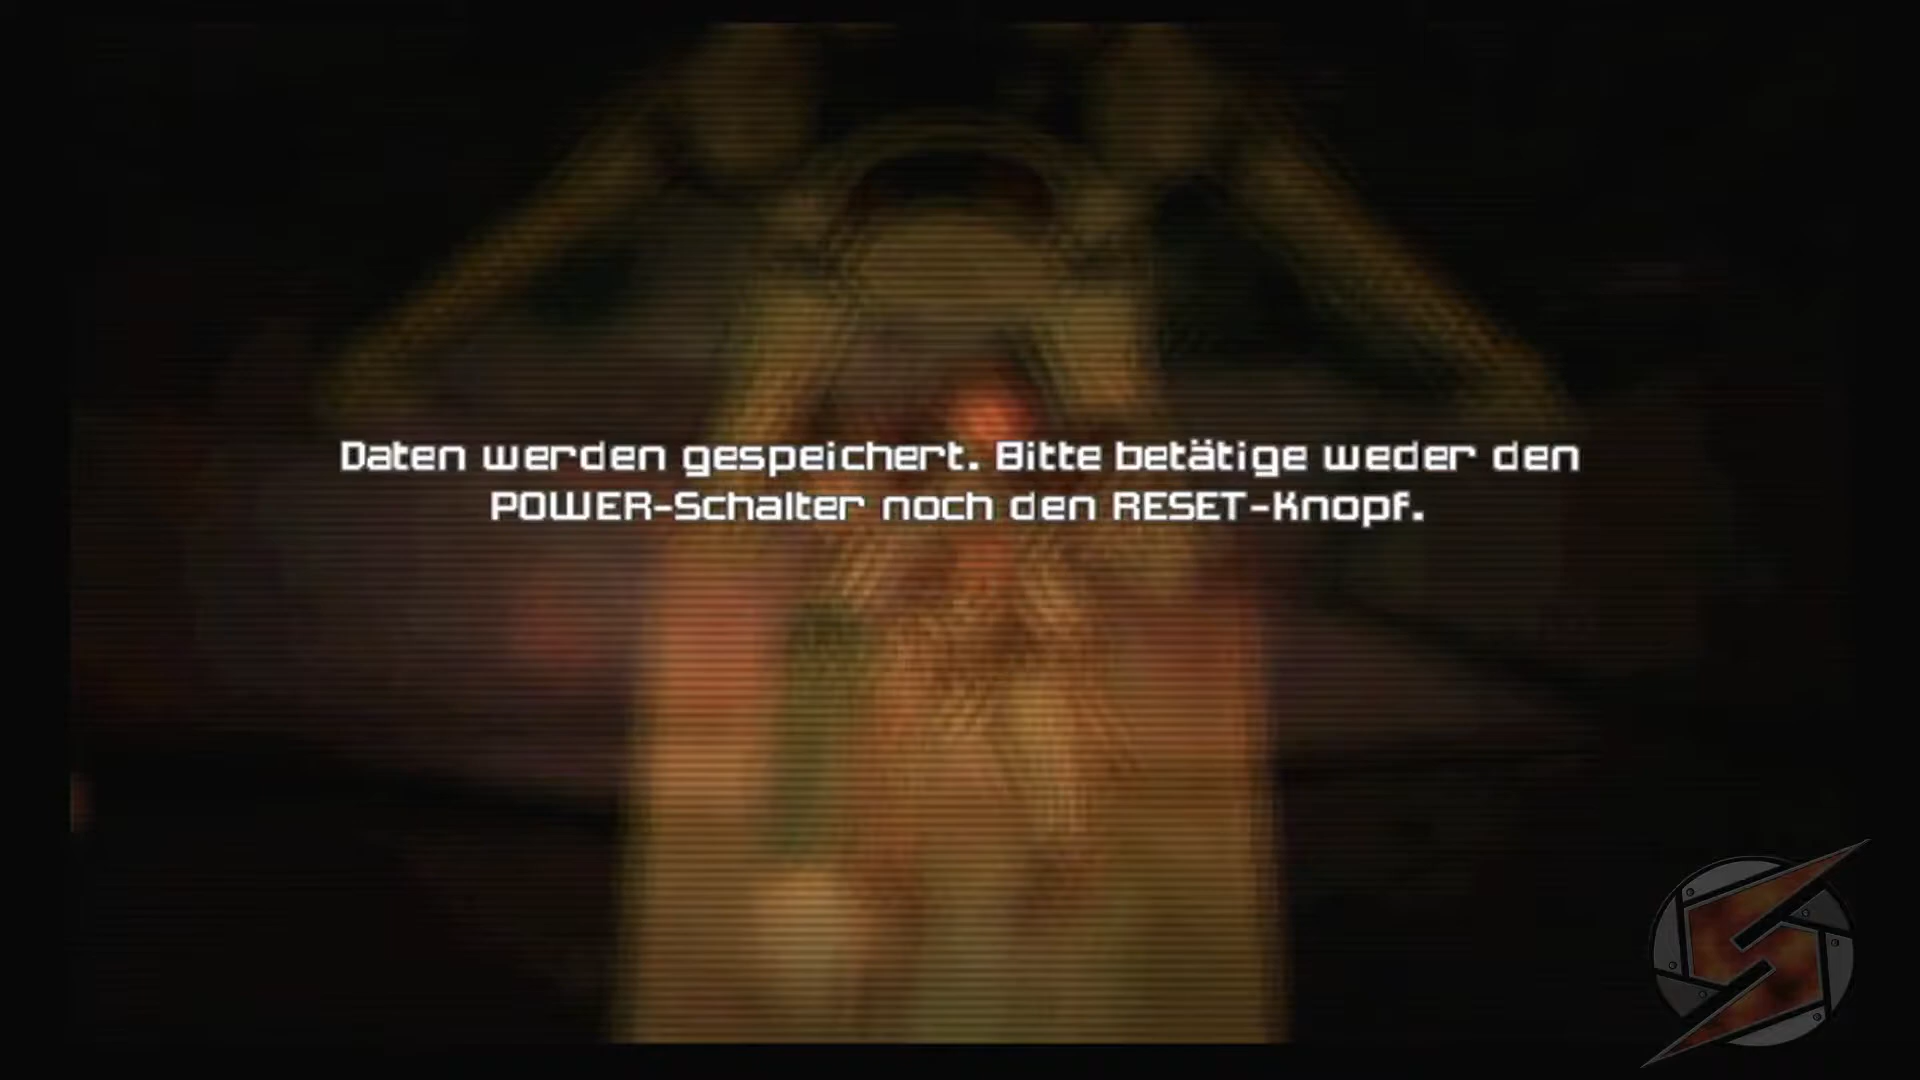 Daten werden gespeichert. Bitte betätige weder den
POWER-Schalter noch den RESET-Knopf.